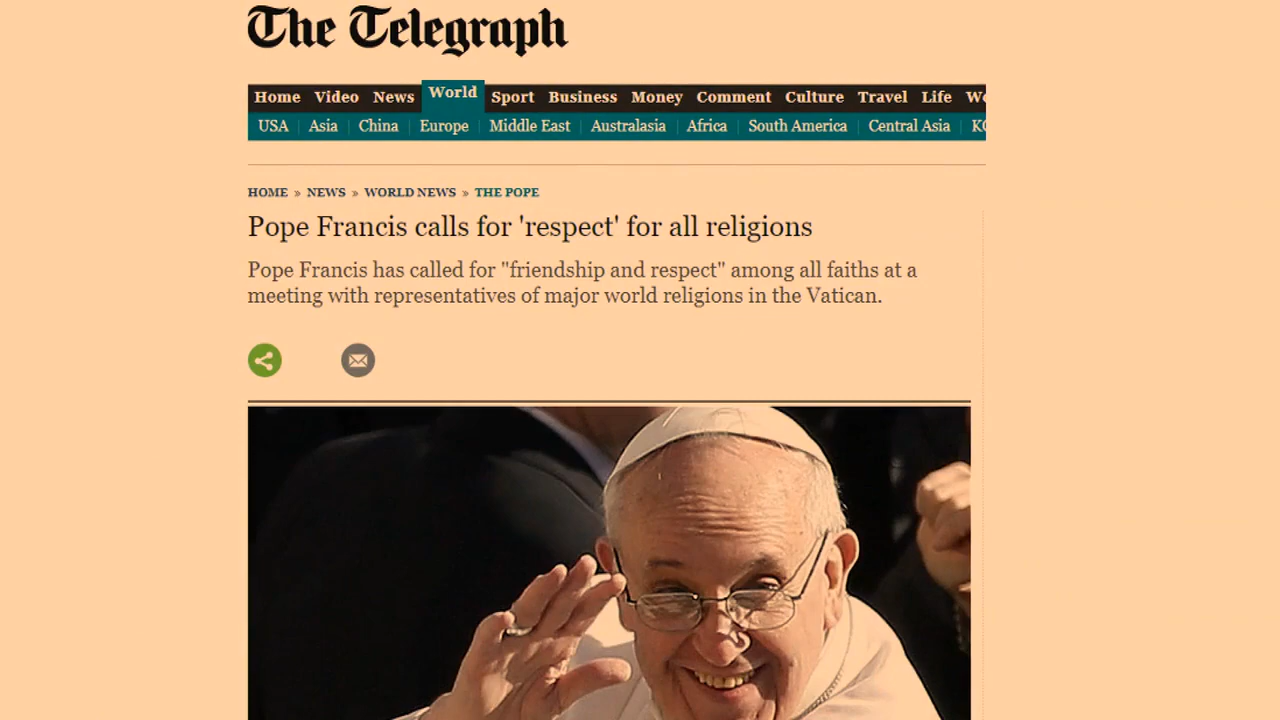 The Telegraph
Home Video News World Sport Business Money Comment Culture Travel Life
USA Asia China Europe Middle East Australasia Africa South America Central Asia
HOME » NEWS » WORLD NEWS » THE POPE
Pope Francis calls for 'respect' for all religions
Pope Francis has called for "friendship and respect" among all faiths at a
meeting with representatives of major world religions in the Vatican.